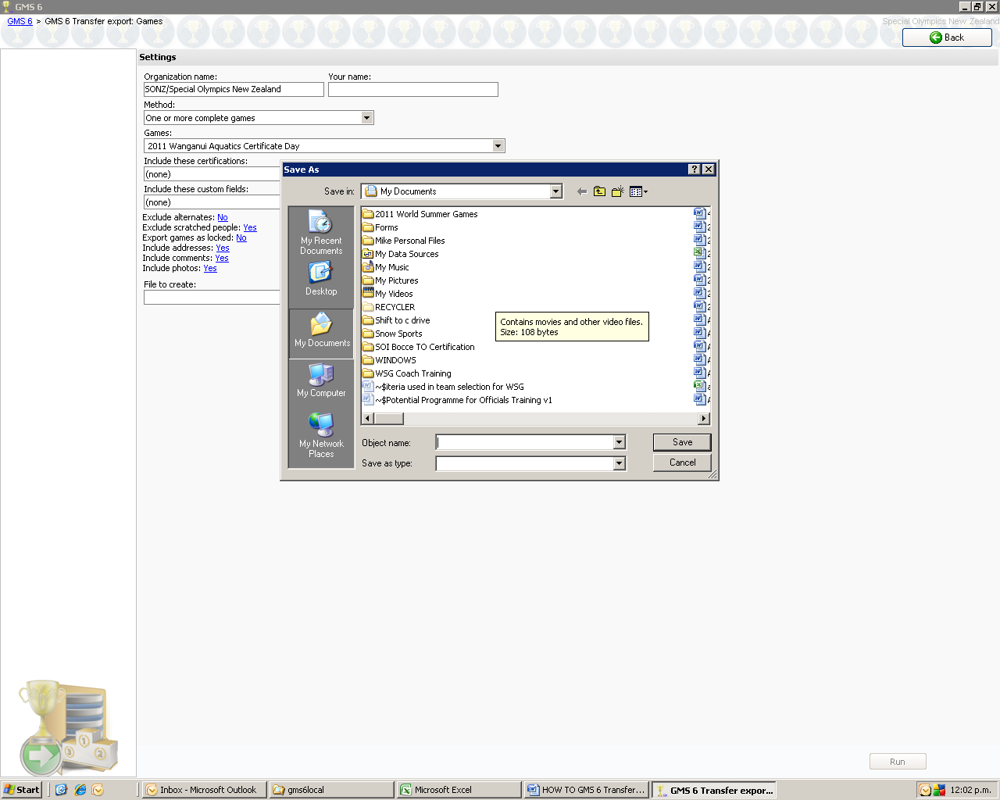 GMS 6
GMS 6 > GMS 6 Transfer export: Games
Special Olympics New Zealand
Back
Settings
Organization name: Your name:
SONZ/Special Olympics New Zealand
Method:
One or more complete games
Games:
2011 Wanganui Aquatics Certificate Day
Include these certifications:
(none)
Include these custom fields:
(none)
Exclude alternates: No
Exclude scratched people: Yes
Export games as locked: No
Include addresses: Yes
Include comments: Yes
Include photos: Yes
File to create:
Save As
Save in: My Documents
My Recent
Documents
Desktop
My Documents
My Computer
My Network
Places
2011 World Summer Games
Forms
Mike Personal Files
My Data Sources
My Music
My Pictures
My Videos
RECYCLER
Shift to c drive
Snow Sports
SOI Bocce TO Certification
WINDOWS
WSG Coach Training
~$iteria used in team selection for WSG
~$Potential Programme for Officials Training v1
Contains movies and other video files.
Size: 108 bytes
Object name:
Save
Save as type:
Cancel
Run
Start
Inbox - Microsoft Outlook
gms6local
Microsoft Excel
HOW TO GMS 6 Transfer...
GMS 6 Transfer expor...
12:02 p.m.